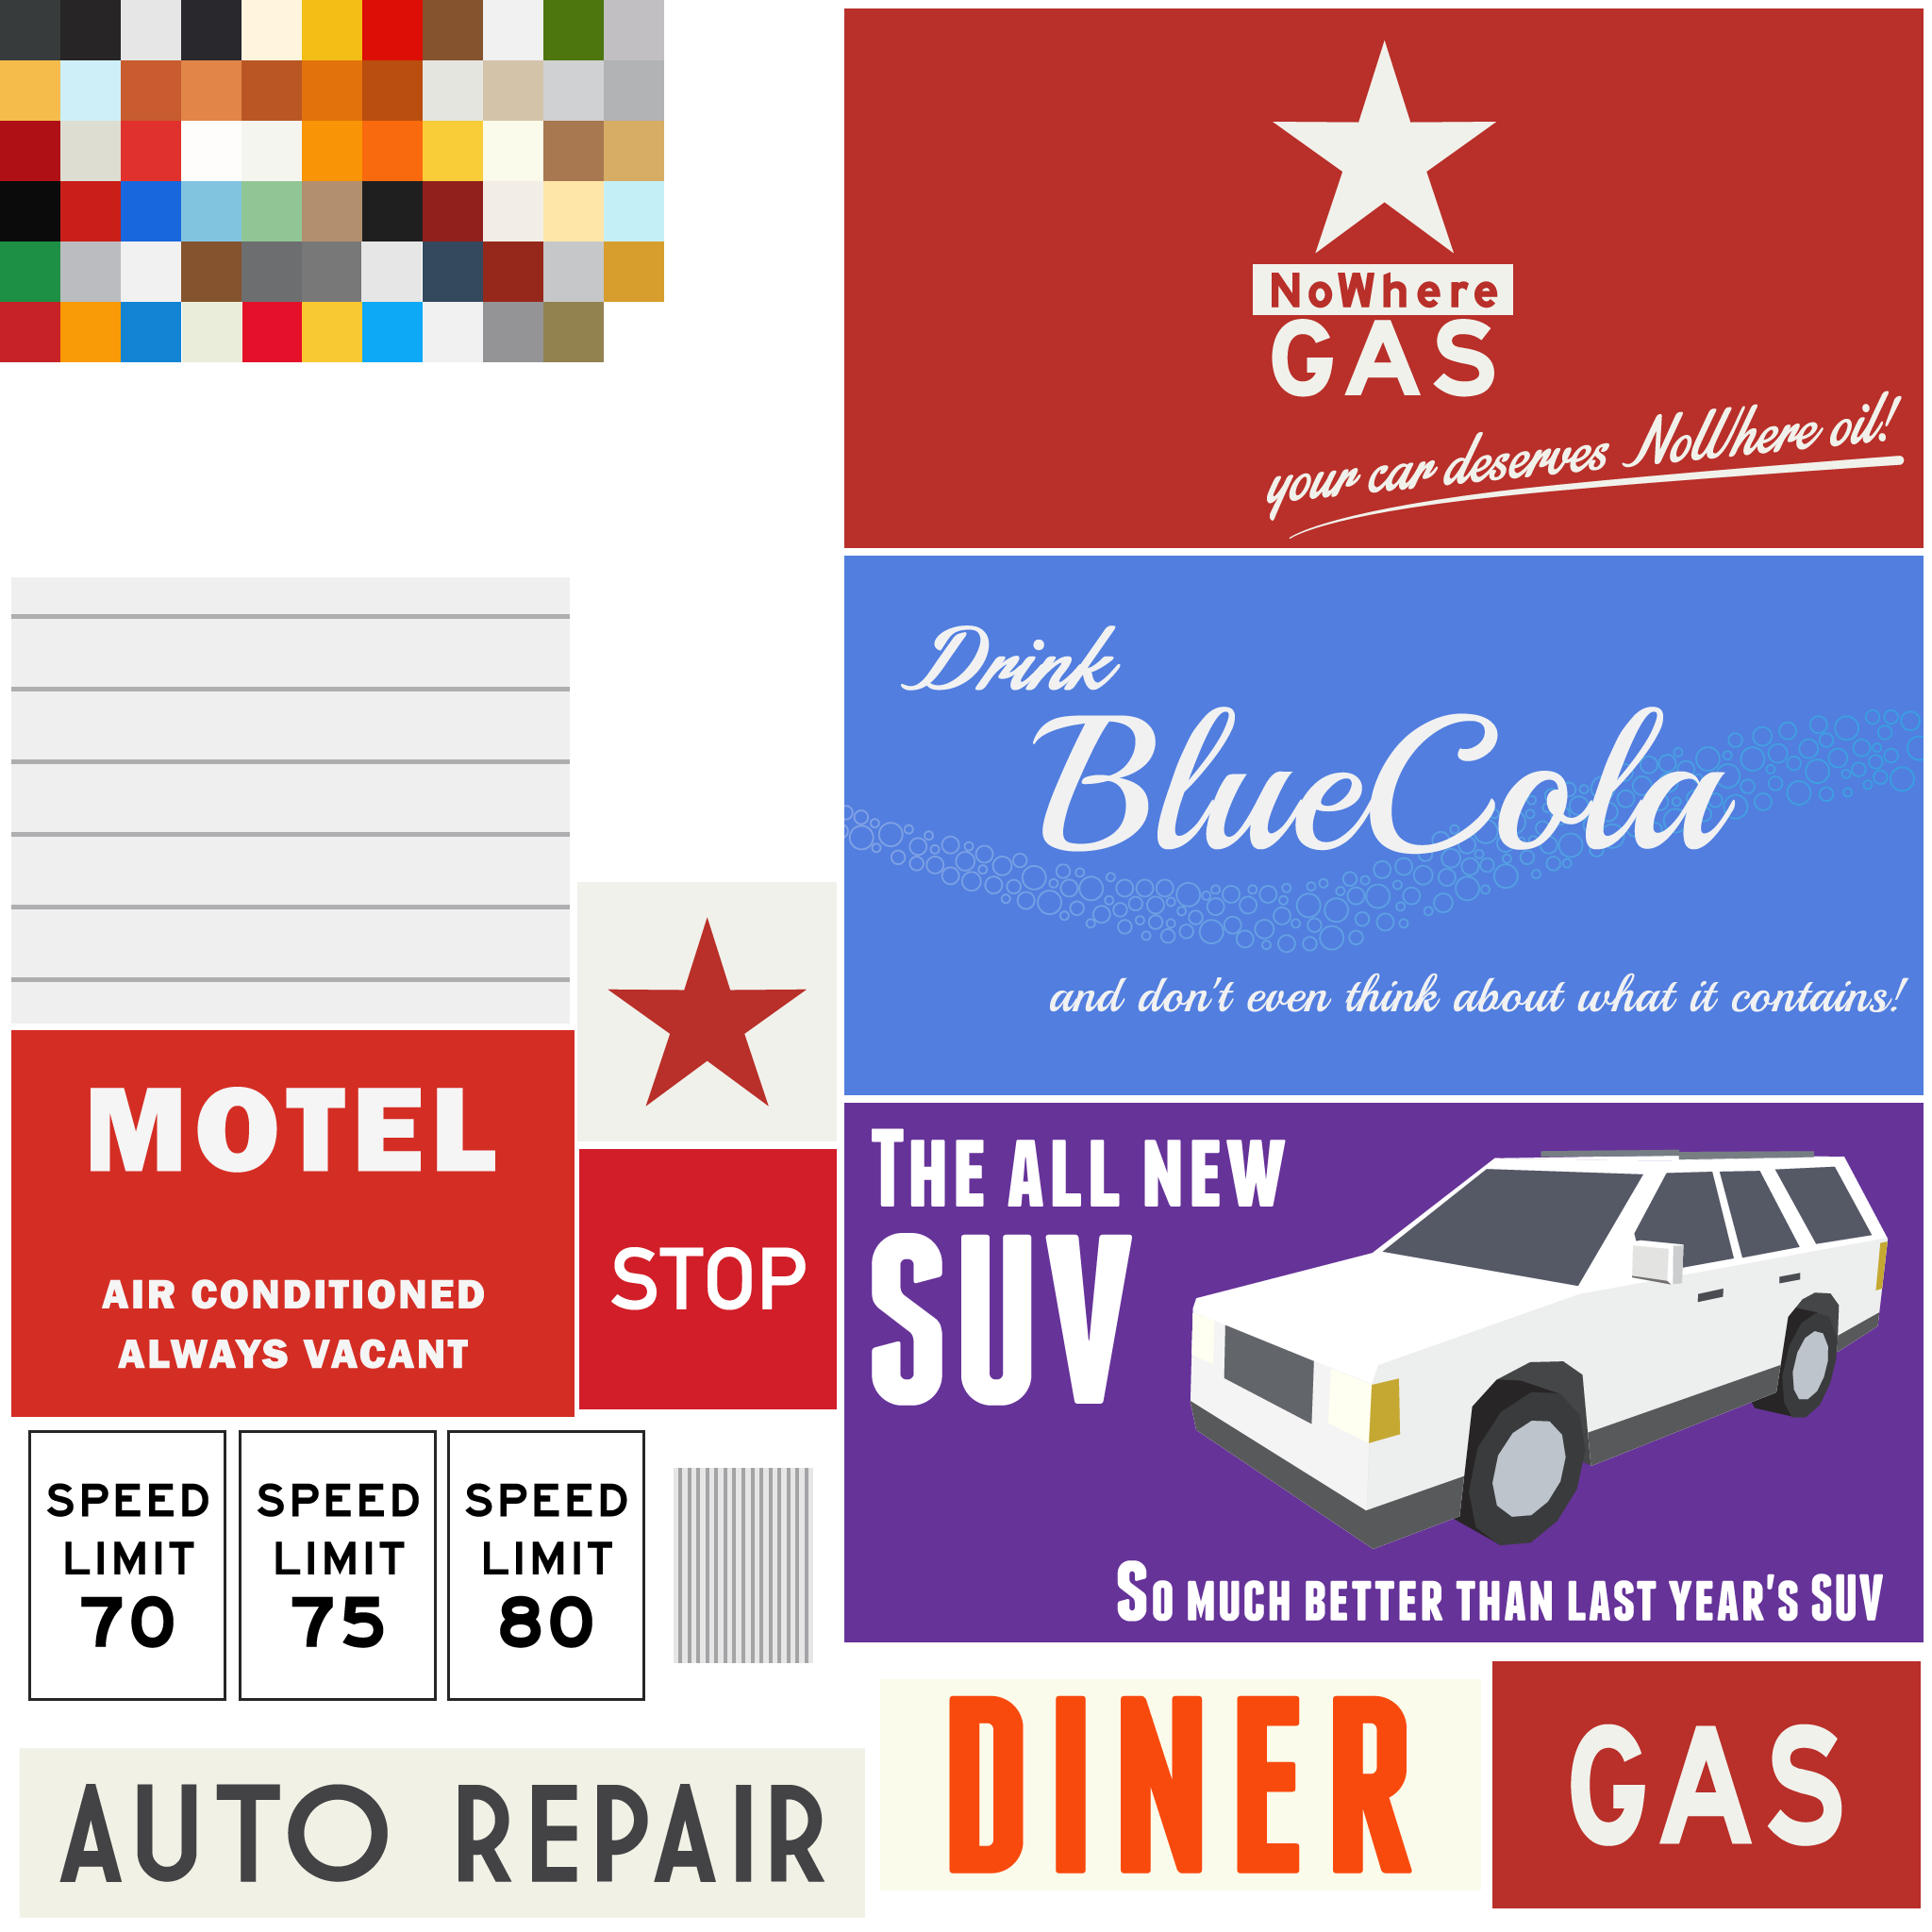 NoWhere
GAS
your car deserves NoWhere oil!
Drink
BlueCola
and don't even think about what it contains!
MOTEL
AIR CONDITIONED
ALWAYS VACANT
STOP
THE ALL NEW
SUV
SO MUCH BETTER THAN LAST YEAR'S SUV
SPEED
LIMIT
70
SPEED
LIMIT
75
SPEED
LIMIT
80
AUTO REPAIR
DINER
GAS